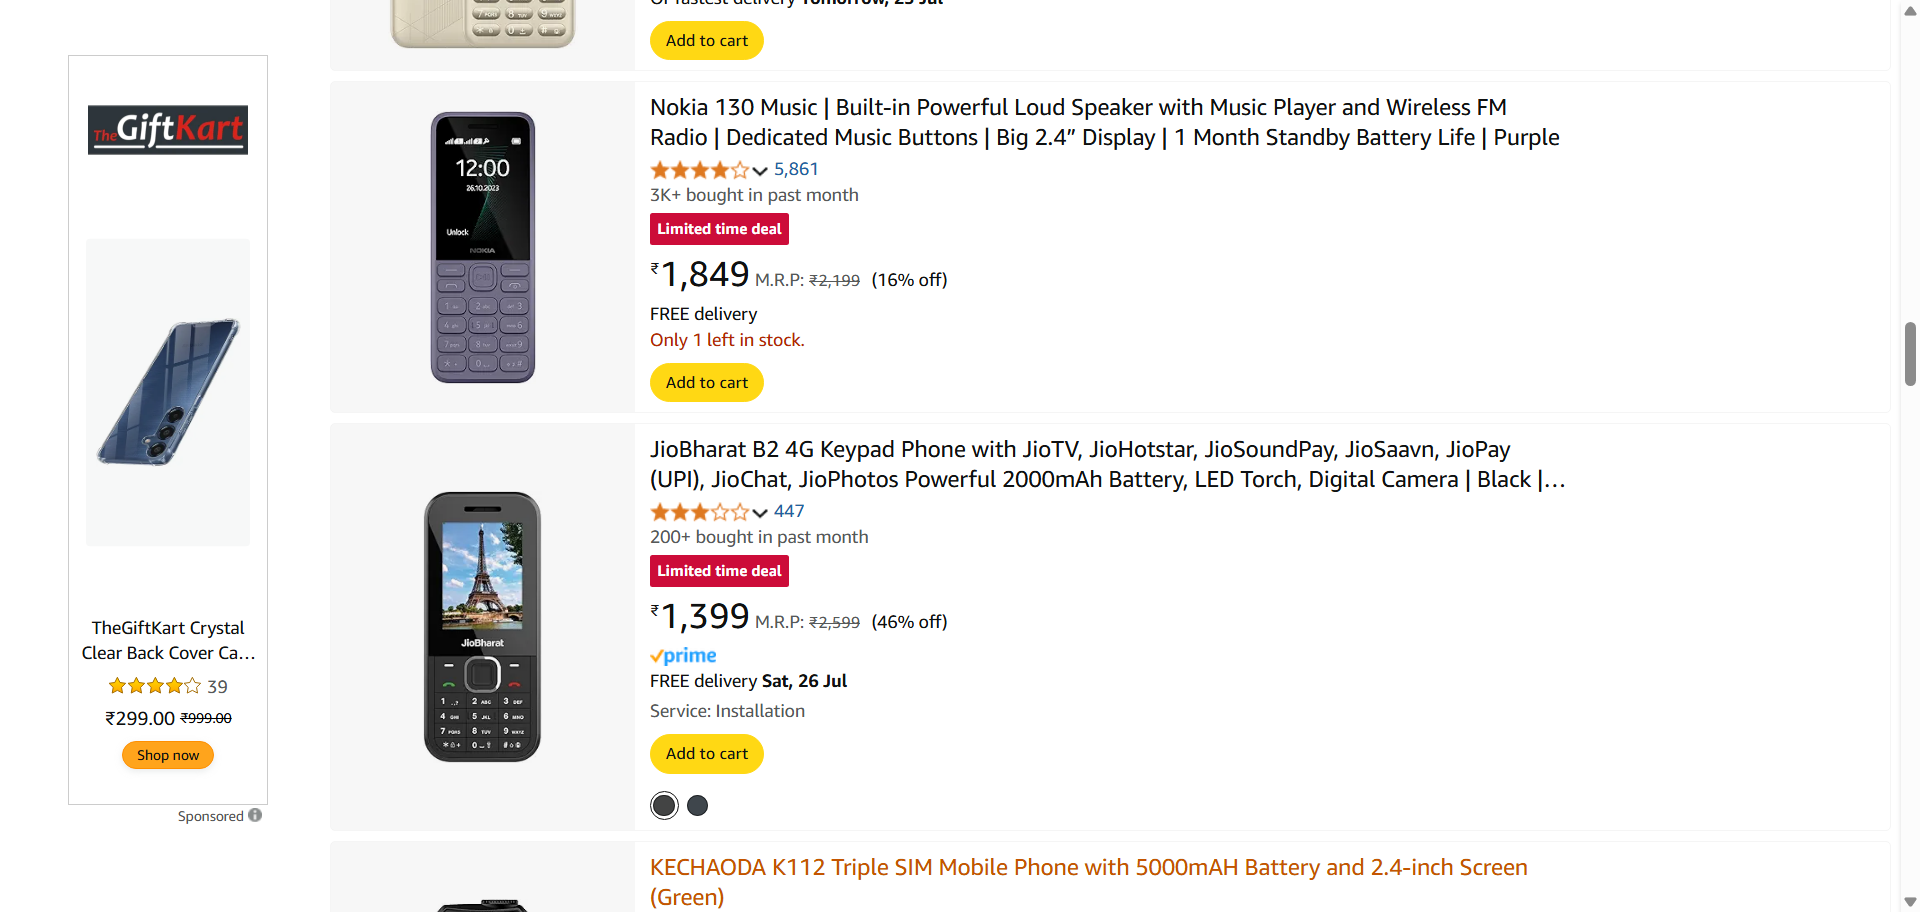 Or fastest delivery Tomorrow, 25 Jul
Add to cart
TheGiftKart
TheGiftKart Crystal
Clear Back Cover Ca...
39
₹299.00 ₹999.00
Shop now
Sponsored
12:00
26.10.2023
Unlock
NOKIA
Nokia 130 Music | Built-in Powerful Loud Speaker with Music Player and Wireless FM
Radio | Dedicated Music Buttons | Big 2.4” Display | 1 Month Standby Battery Life | Purple
5,861
3K+ bought in past month
Limited time deal
₹1,849 M.R.P: ₹2,199 (16% off)
FREE delivery
Only 1 left in stock.
Add to cart
JioBharat
JioBharat B2 4G Keypad Phone with JioTV, JioHotstar, JioSoundPay, JioSaavn, JioPay
(UPI), JioChat, JioPhotos Powerful 2000mAh Battery, LED Torch, Digital Camera | Black |...
447
200+ bought in past month
Limited time deal
₹1,399 M.R.P: ₹2,599 (46% off)
prime
FREE delivery Sat, 26 Jul
Service: Installation
Add to cart
KECHAODA K112 Triple SIM Mobile Phone with 5000mAH Battery and 2.4-inch Screen
(Green)